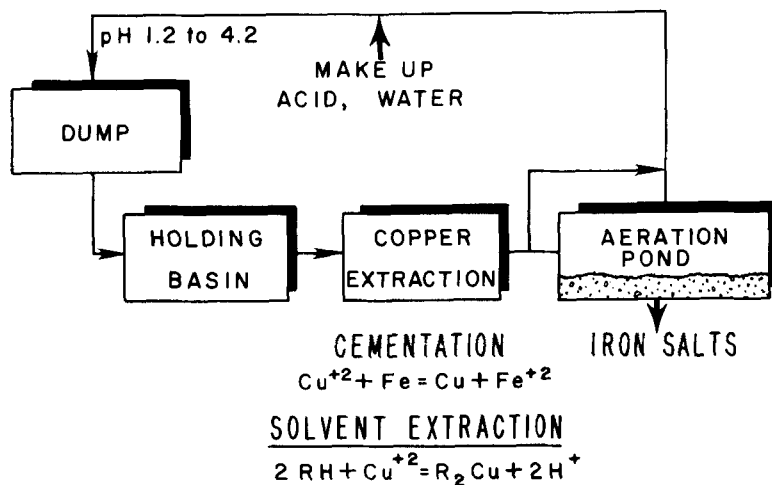 pH 1.2 to 4.2
MAKE UP
ACID, WATER
DUMP
HOLDING
BASIN
COPPER
EXTRACTION
AERATION
POND
CEMENTATION
Cu⁺² + Fe = Cu + Fe⁺²
IRON SALTS
SOLVENT EXTRACTION
2 RH + Cu⁺² = R₂Cu + 2H⁺